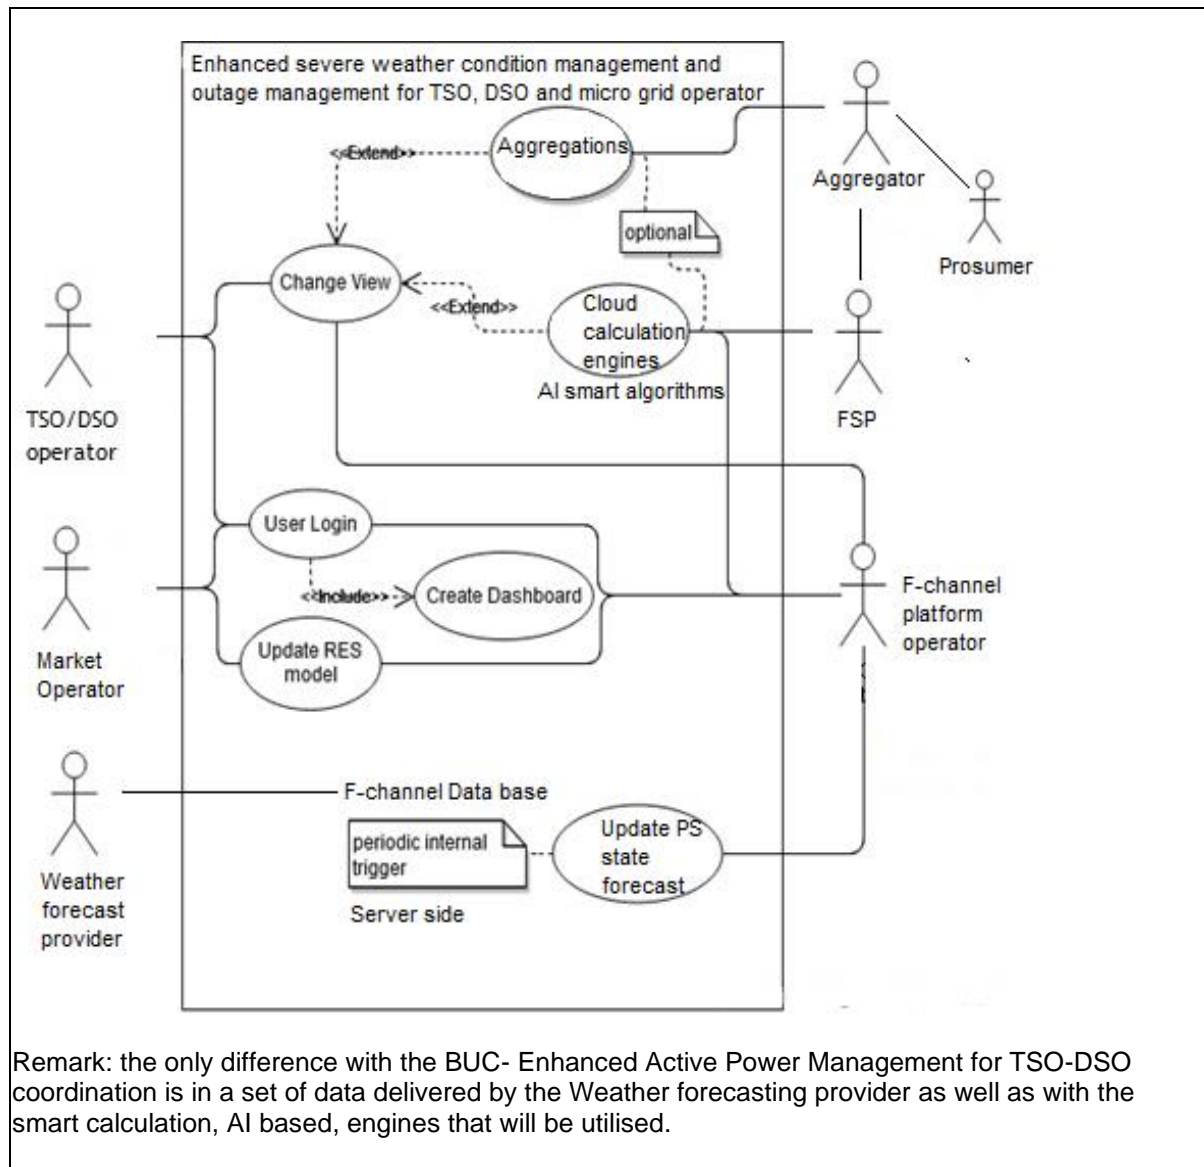 Enhanced severe weather condition management and
outage management for TSO, DSO and micro grid operator
Aggregations
<<Extend>>
Aggregator
optional
Prosumer
Change View
<<Extend>>
Cloud
calculation
engines
AI smart algorithms
TSO/DSO
operator
FSP
User Login
<<Include>>
Create Dashboard
F-channel
platform
operator
Market
Operator
Update RES
model
F-channel Data base
periodic internal
trigger
Update PS
state
forecast
Weather
forecast
provider
Server side
Remark: the only difference with the BUC- Enhanced Active Power Management for TSO-DSO
coordination is in a set of data delivered by the Weather forecasting provider as well as with the
smart calculation, AI based, engines that will be utilised.